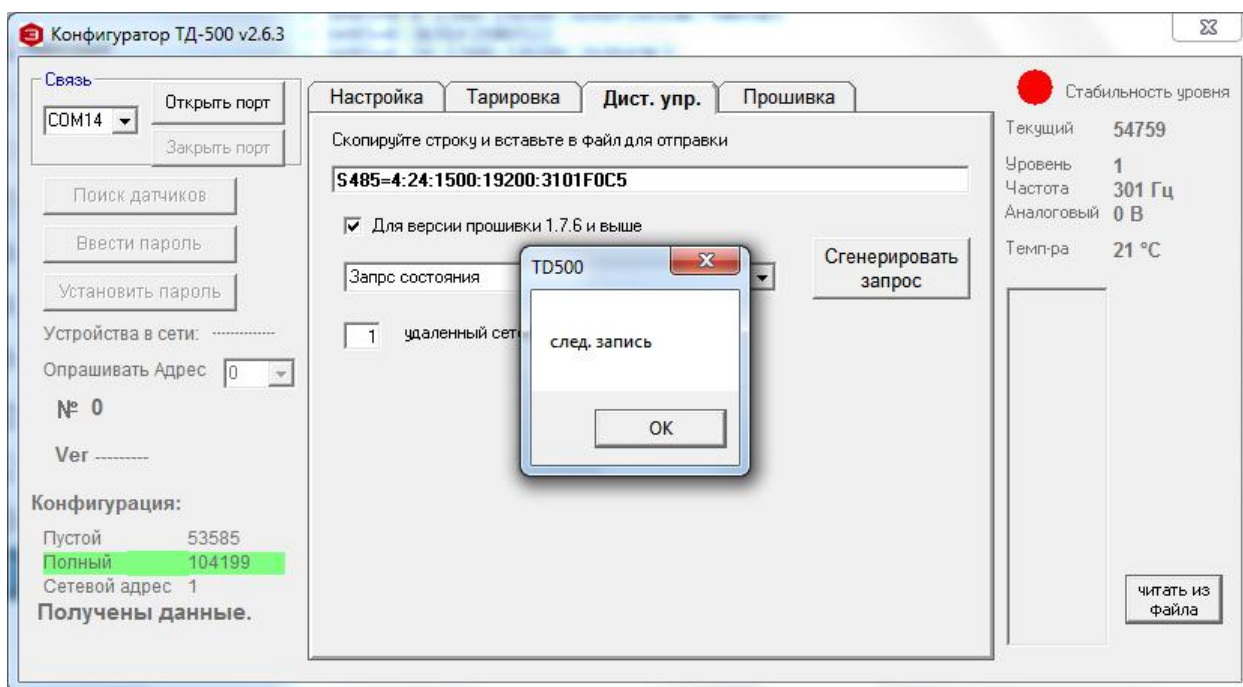 Конфигуратор ТД-500 v2.6.3
Связь
COM14
Открыть порт
Закрыть порт
Поиск датчиков
Ввести пароль
Установить пароль
Устройства в сети: -------------
Опрашивать Адрес 0
№ 0
Ver ---------
Конфигурация:
Пустой 53585
Полный 104199
Сетевой адрес 1
Получены данные.
Настройка Тарировка Дист. упр. Прошивка
Скопируйте строку и вставьте в файл для отправки
S485=4:24:1500:19200:3101F0C5
Для версии прошивки 1.7.6 и выше
Запрс состояния
Сгенерировать
запрос
1 удаленный
TD500
след. запись
OK
Стабильность уровня
Текущий 54759
Уровень 1
Частота 301 Гц
Аналоговый 0 В
Темп-ра 21 °C
читать из
файла